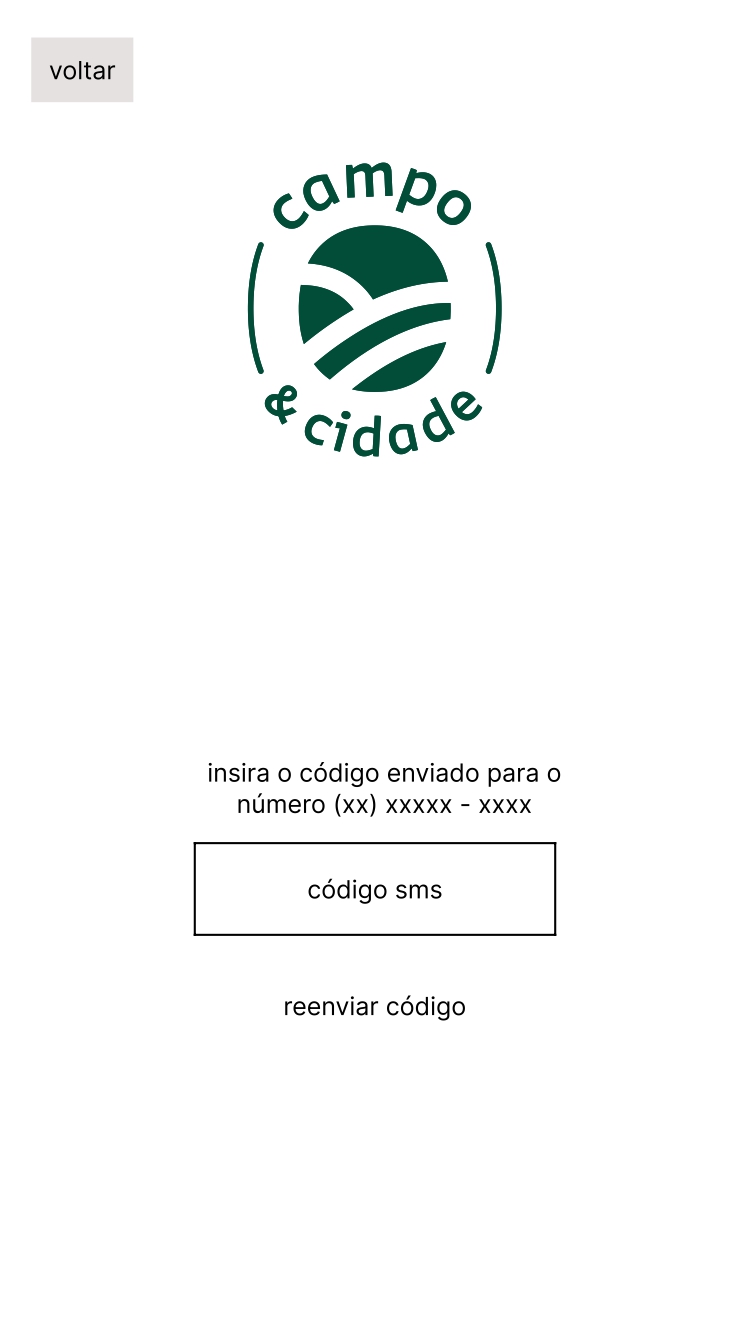 voltar
campo
& cidade
insira o código enviado para o
número (xx) xxxxx - xxxx
código sms
reenviar código